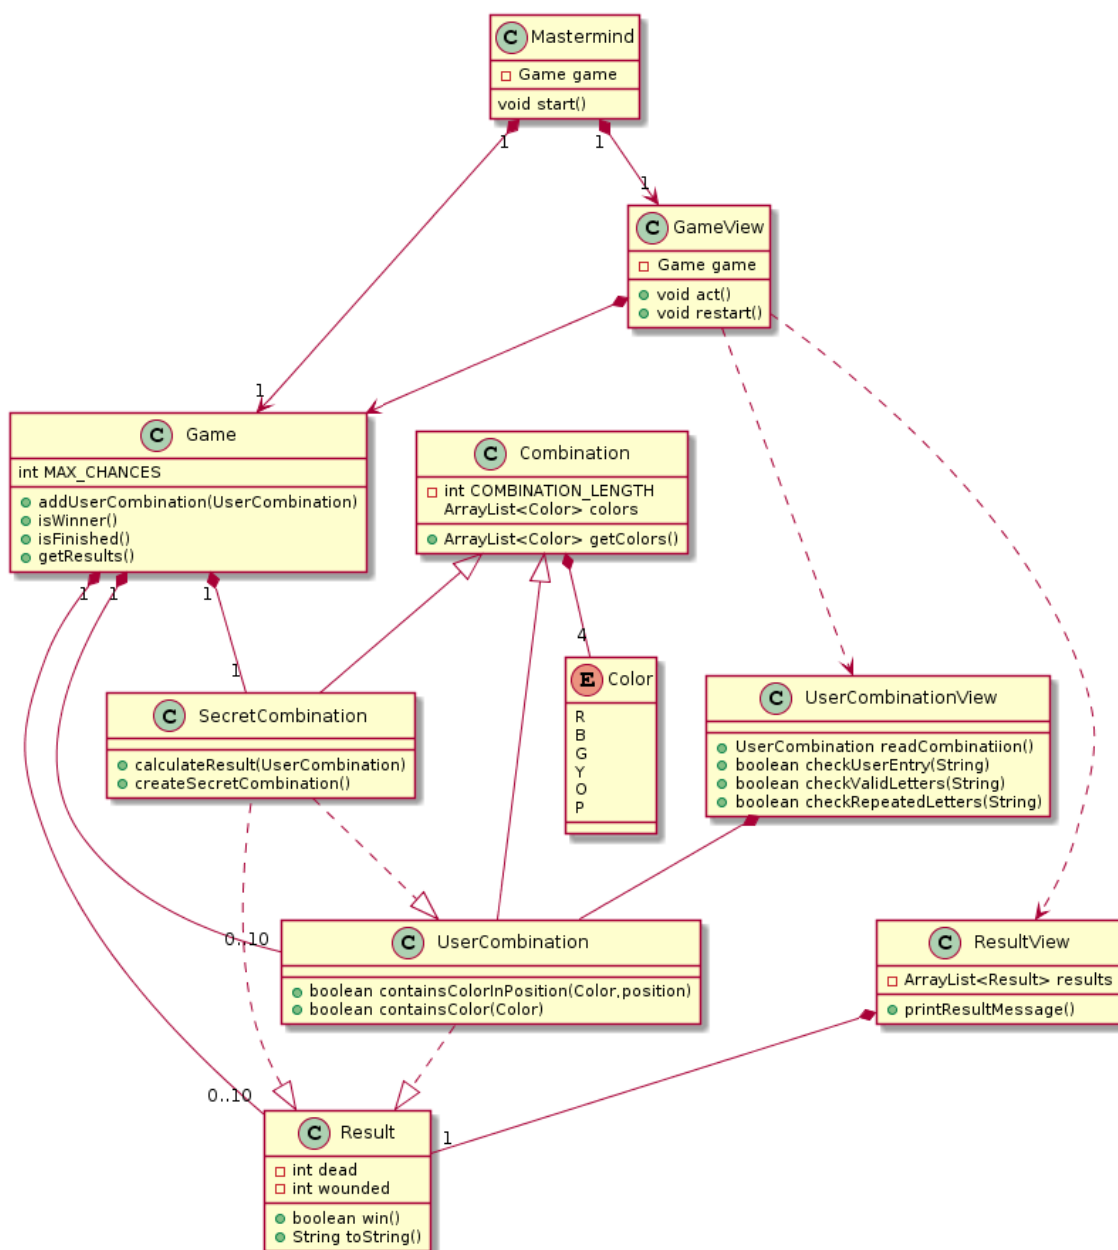 C Mastermind
Game game
void start()
1
1
1
C GameView
Game game
void act()
void restart()
1
C Game
int MAX_CHANCES
addUserCombination(UserCombination)
isWinner()
isFinished()
getResults()
C Combination
int COMBINATION_LENGTH
ArrayList<Color> colors
ArrayList<Color> getColors()
1
1
1
4
1
E Color
R
B
G
Y
O
P
C SecretCombination
calculateResult(UserCombination)
createSecretCombination()
C UserCombinationView
UserCombination readCombinatiion()
boolean checkUserEntry(String)
boolean checkValidLetters(String)
boolean checkRepeatedLetters(String)
0..10
C UserCombination
boolean containsColorInPosition(Color,position)
boolean containsColor(Color)
C ResultView
ArrayList<Result> results
printResultMessage()
0..10
1
C Result
int dead
int wounded
boolean win()
String toString()